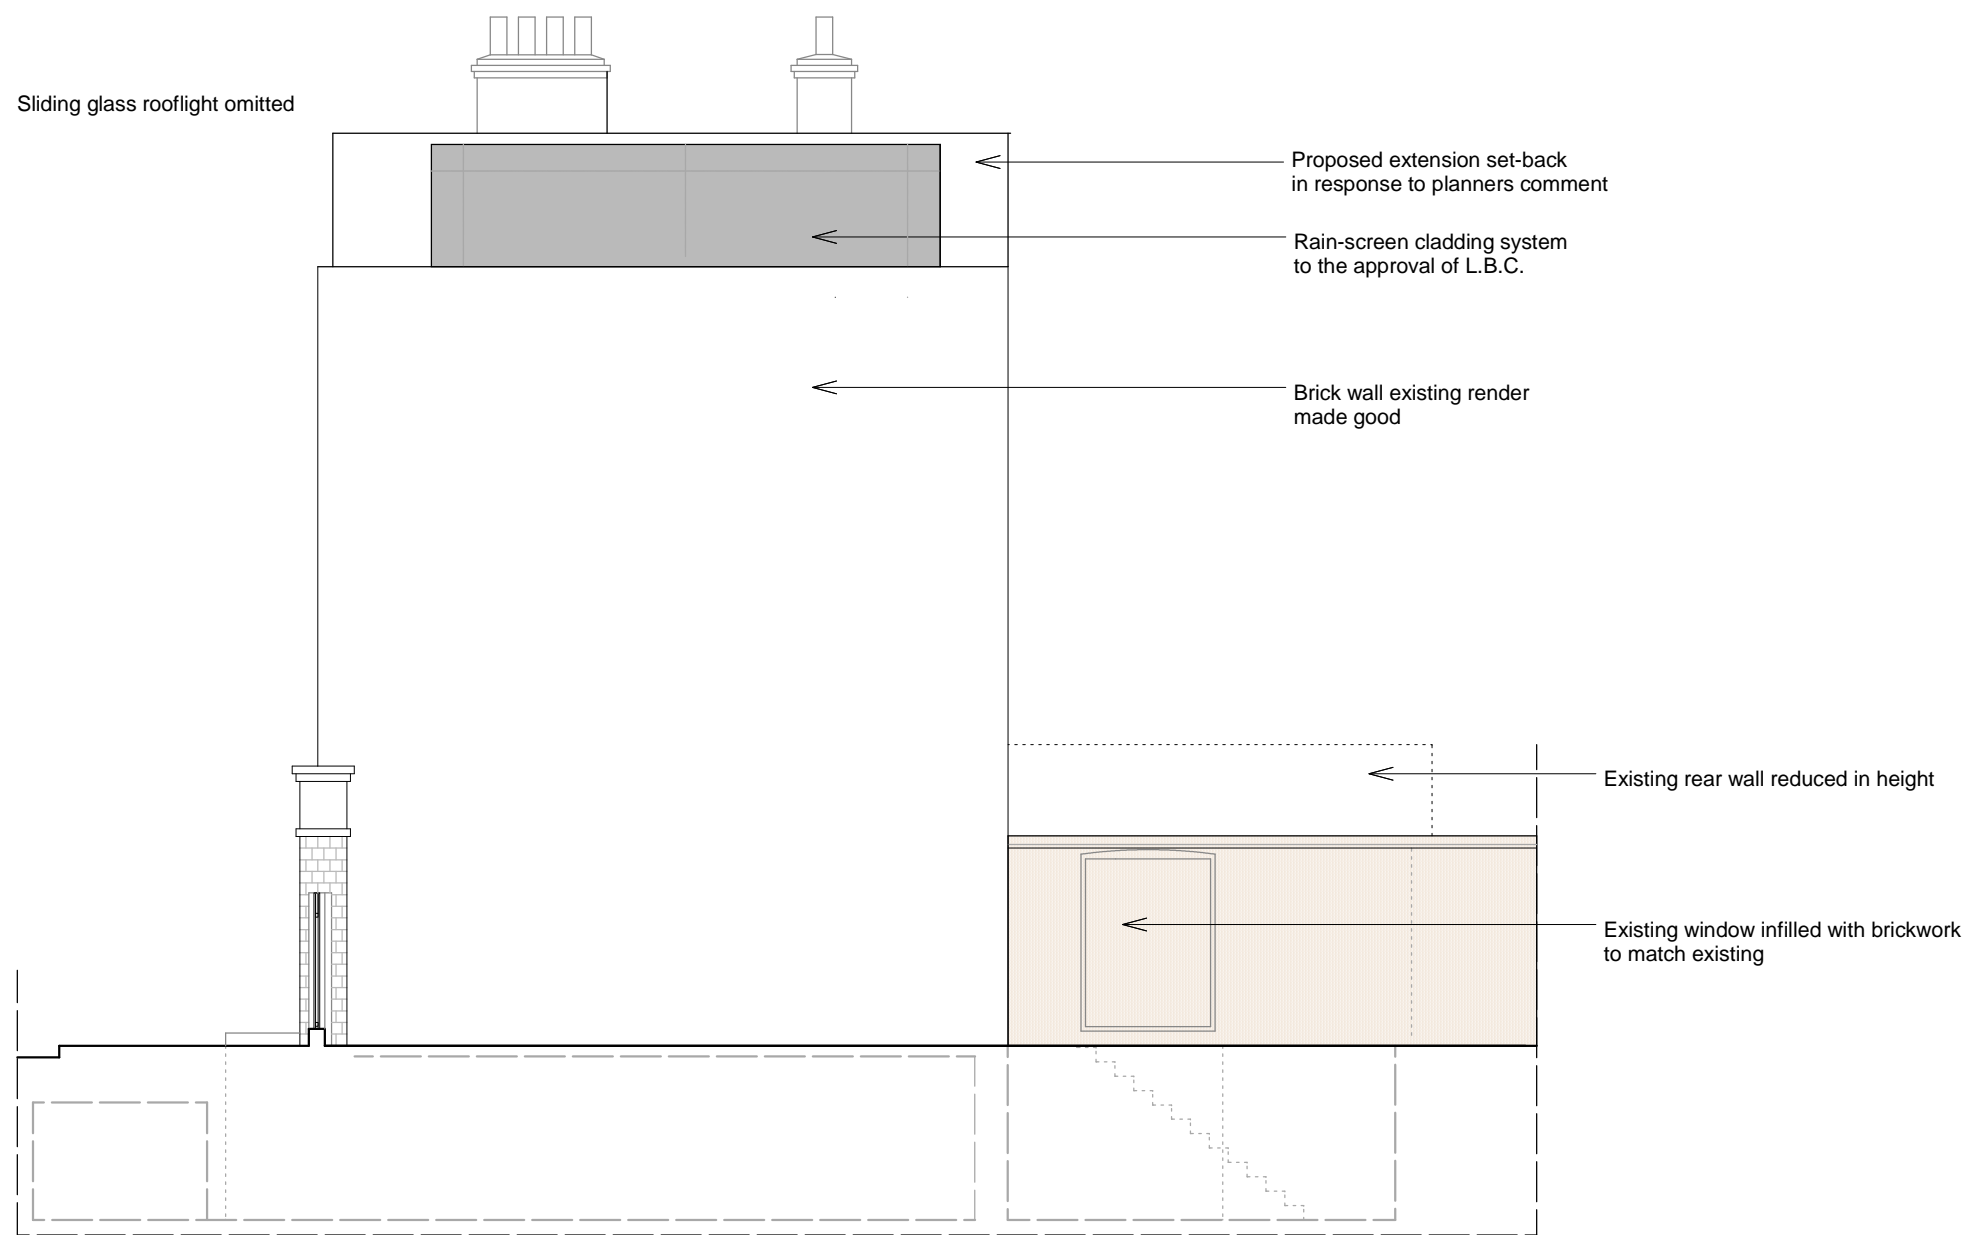 Sliding glass rooflight omitted
Proposed extension set-back
in response to planners comment
Rain-screen cladding system
to the approval of L.B.C.
Brick wall existing render
made good
Existing rear wall reduced in height
Existing window infilled with brickwork
to match existing